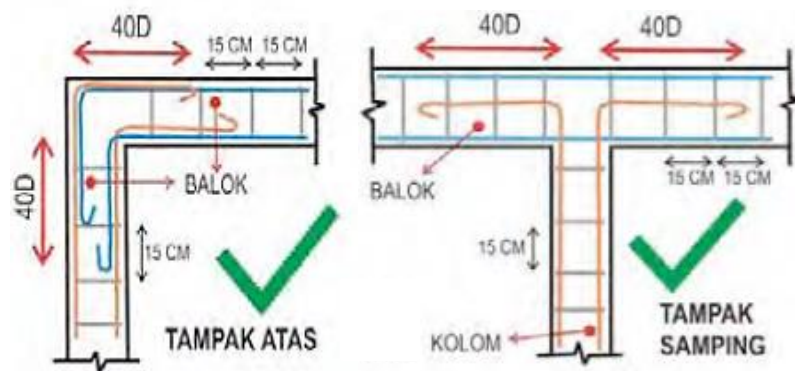 40D
15 CM 15 CM
40D
BALOK
15 CM
TAMPAK ATAS
40D
40D
BALOK
15 CM 15 CM
15 CM
KOLOM
TAMPAK
SAMPING